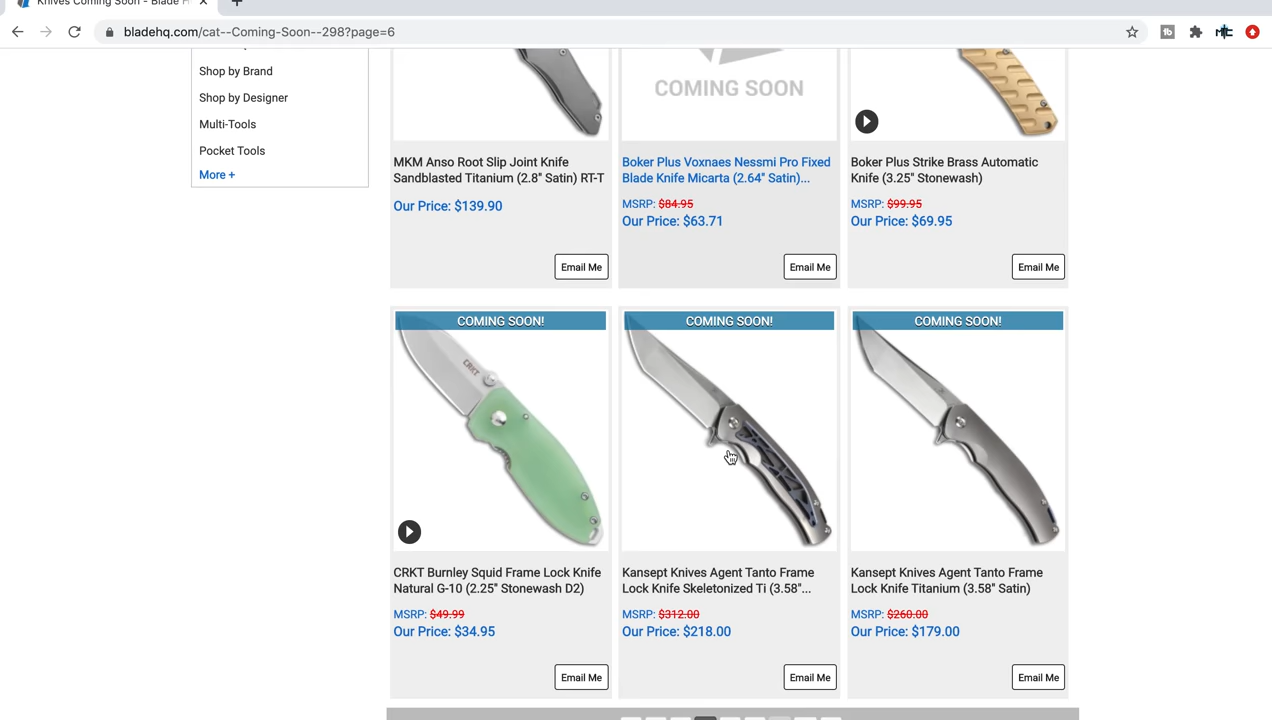 Knives Coming Soon - Blade H
bladehq.com/cat--Coming-Soon--298?page=6
Shop by Brand
Shop by Designer
Multi-Tools
Pocket Tools
More +
COMING SOON
MKM Anso Root Slip Joint Knife
Sandblasted Titanium (2.8" Satin) RT-T
Our Price: $139.90
Email Me
Boker Plus Voxnaes Nessmi Pro Fixed
Blade Knife Micarta (2.64" Satin)...
MSRP: $84.95
Our Price: $63.71
Email Me
Boker Plus Strike Brass Automatic
Knife (3.25" Stonewash)
MSRP: $99.95
Our Price: $69.95
Email Me
COMING SOON!
CRKT
CRKT Burnley Squid Frame Lock Knife
Natural G-10 (2.25" Stonewash D2)
MSRP: $49.99
Our Price: $34.95
Email Me
COMING SOON!
Kansept Knives Agent Tanto Frame
Lock Knife Skeletonized Ti (3.58"...
MSRP: $312.00
Our Price: $218.00
Email Me
COMING SOON!
Kansept Knives Agent Tanto Frame
Lock Knife Titanium (3.58" Satin)
MSRP: $260.00
Our Price: $179.00
Email Me